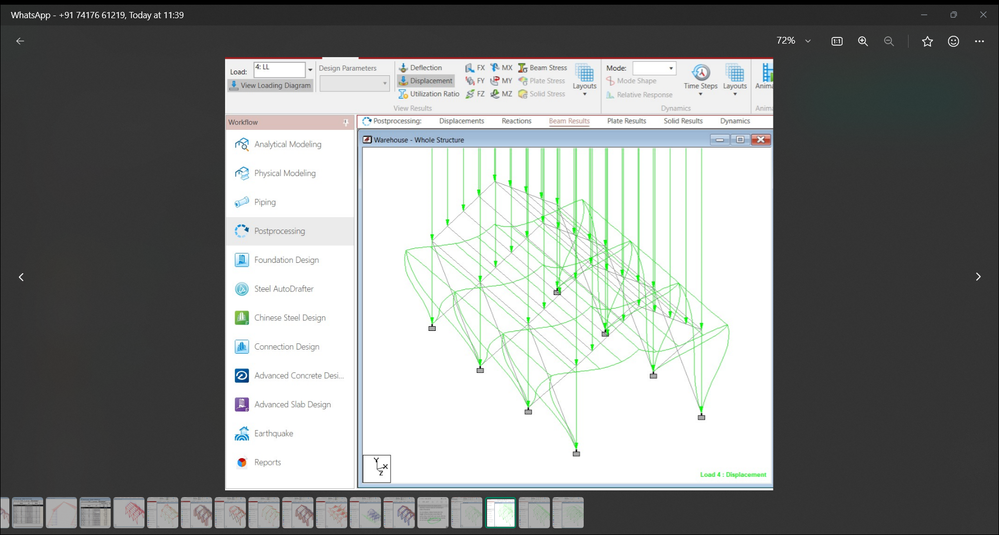 WhatsApp - +91 74176 61219, Today at 11:39
72%
1:1
Load: 4: LL
View Loading Diagram
Design Parameters
Deflection
Displacement
Utilization Ratio
FX
FY
FZ
MX
MY
MZ
Beam Stress
Plate Stress
Solid Stress
Layouts
View Results
Mode:
Mode Shape
Relative Response
Time Steps
Layouts
Dynamics
Anima
Anima
Workflow
Postprocessing: Displacements Reactions Beam Results Plate Results Solid Results Dynamics
Warehouse - Whole Structure
Analytical Modeling
Physical Modeling
Piping
Postprocessing
Foundation Design
Steel AutoDrafter
Chinese Steel Design
Connection Design
Advanced Concrete Desi...
Advanced Slab Design
Earthquake
Reports
Y
X
Z
Load 4 : Displacement